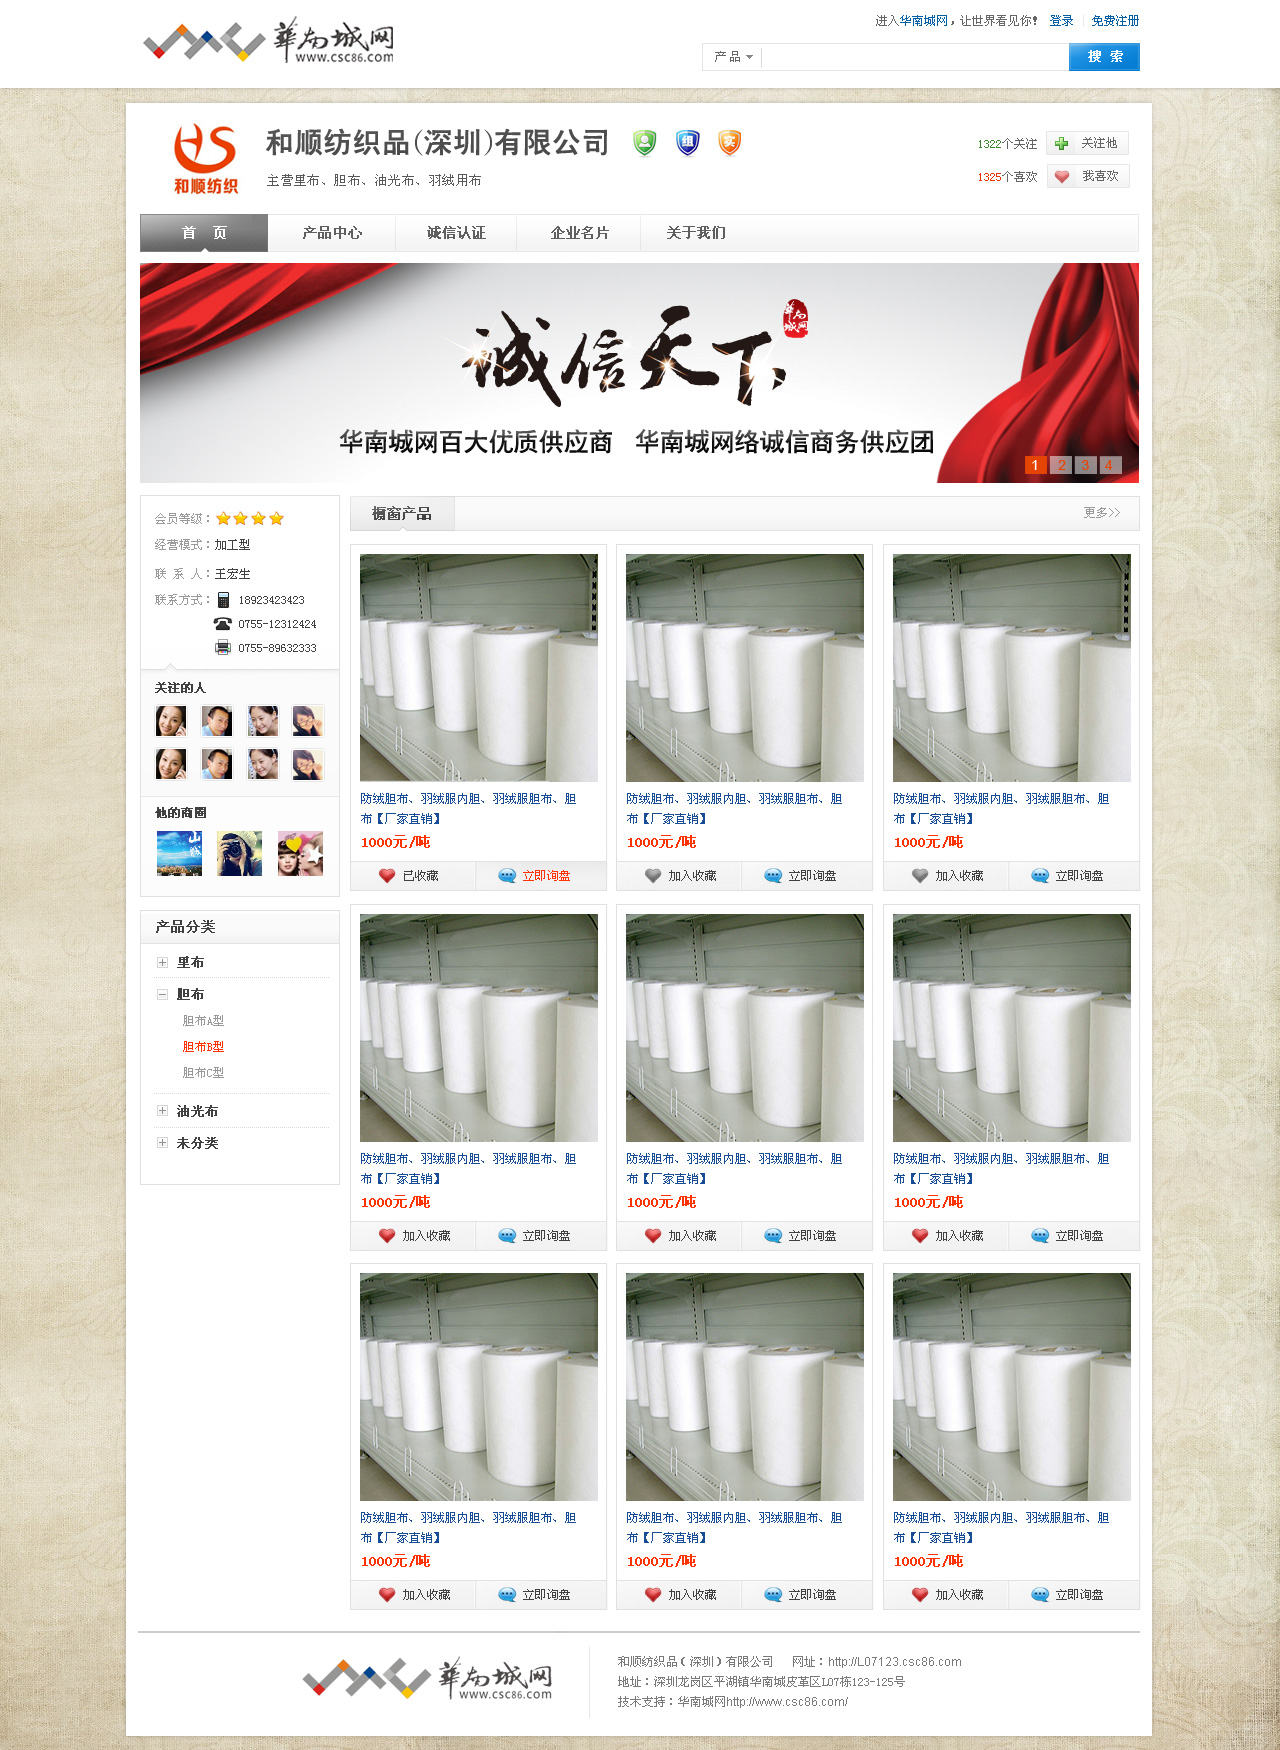 華南城网
www.csc86.com
进入华南城网,让世界看见你! 登录 免费注册
产品 搜 索
HS
和顺纺织
和顺纺织品(深圳)有限公司 组 实
主营里布、胆布、油光布、羽绒用布
1322个关注 关注他
1325个喜欢 我喜欢
首 页 产品中心 诚信认证 企业名片 关于我们
诚信天下 華南城网
华南城网百大优质供应商 华南城网络诚信商务供应团
1 2 3 4
会员等级:
经营模式:加工型
联 系 人:王宏生
联系方式: 18923423423
0755-12312424
0755-89632333
关注的人
他的商圈
产品分类
里布
胆布
胆布A型
胆布B型
胆布C型
油光布
未分类
橱窗产品 更多>>
防绒胆布、羽绒服内胆、羽绒服胆布、胆
布【厂家直销】
1000元/吨
已收藏 立即询盘
防绒胆布、羽绒服内胆、羽绒服胆布、胆
布【厂家直销】
1000元/吨
加入收藏 立即询盘
防绒胆布、羽绒服内胆、羽绒服胆布、胆
布【厂家直销】
1000元/吨
加入收藏 立即询盘
防绒胆布、羽绒服内胆、羽绒服胆布、胆
布【厂家直销】
1000元/吨
加入收藏 立即询盘
防绒胆布、羽绒服内胆、羽绒服胆布、胆
布【厂家直销】
1000元/吨
加入收藏 立即询盘
防绒胆布、羽绒服内胆、羽绒服胆布、胆
布【厂家直销】
1000元/吨
加入收藏 立即询盘
防绒胆布、羽绒服内胆、羽绒服胆布、胆
布【厂家直销】
1000元/吨
加入收藏 立即询盘
防绒胆布、羽绒服内胆、羽绒服胆布、胆
布【厂家直销】
1000元/吨
加入收藏 立即询盘
防绒胆布、羽绒服内胆、羽绒服胆布、胆
布【厂家直销】
1000元/吨
加入收藏 立即询盘
華南城网
www.csc86.com
和顺纺织品(深圳)有限公司 网址:http://L07123.csc86.com
地址:深圳龙岗区平湖镇华南城皮革区L07栋123-125号
技术支持:华南城网http://www.csc86.com/